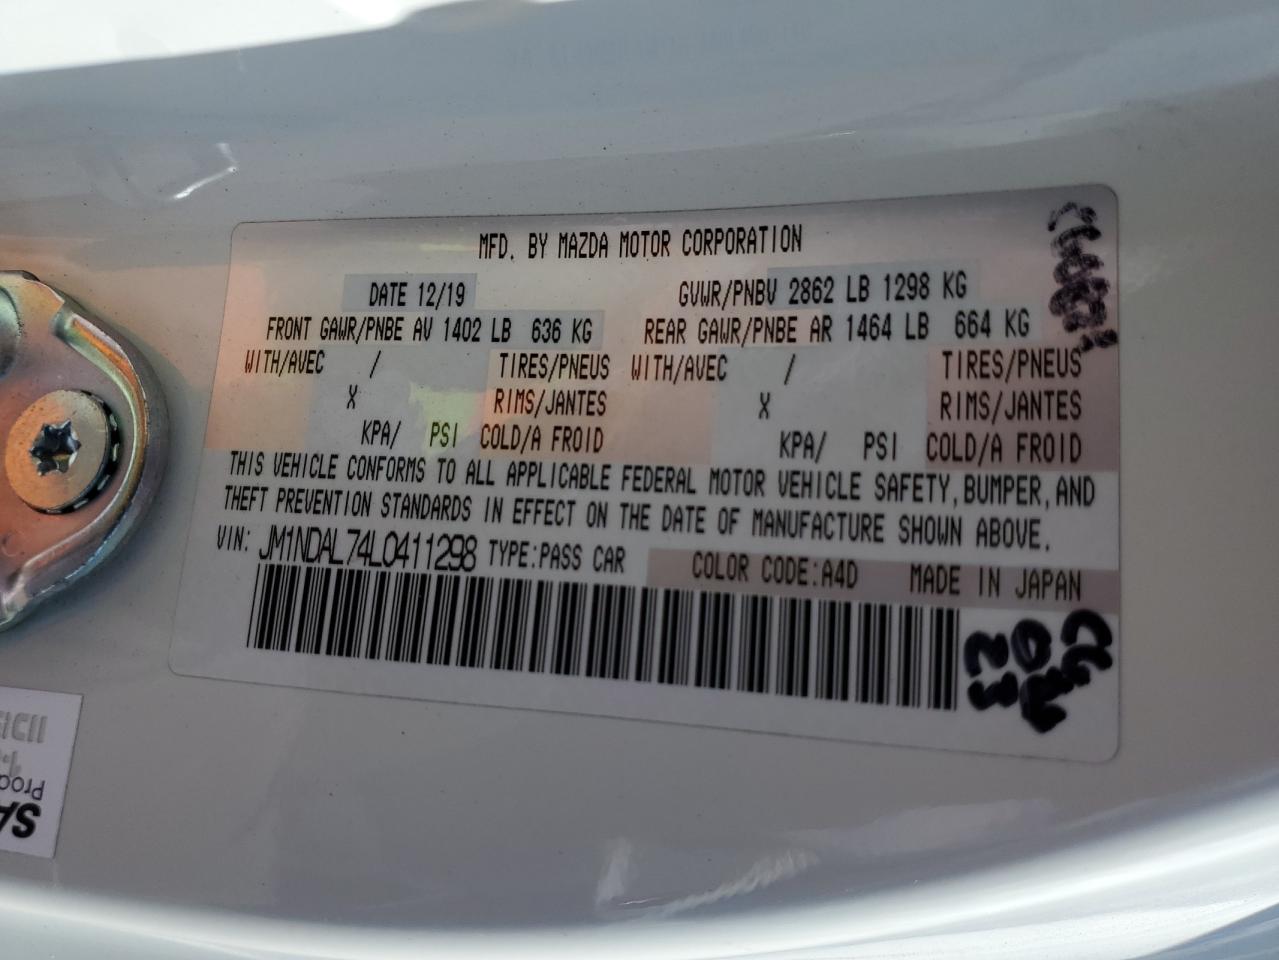 MFD. BY MAZDA MOTOR CORPORATION
DATE 12/19 GVWR/PNBV 2862 LB 1298 KG
FRONT GAWR/PNBE AV 1402 LB 636 KG REAR GAWR/PNBE AR 1464 LB 664 KG
WITH/AVEC / TIRES/PNEUS WITH/AVEC / TIRES/PNEUS
X RIMS/JANTES X RIMS/JANTES
KPA/ PSI COLD/A FROID KPA/ PSI COLD/A FROID
THIS VEHICLE CONFORMS TO ALL APPLICABLE FEDERAL MOTOR VEHICLE SAFETY, BUMPER, AND
THEFT PREVENTION STANDARDS IN EFFECT ON THE DATE OF MANUFACTURE SHOWN ABOVE.
VIN: JM1NDAL74L0411298 TYPE:PASS CAR COLOR CODE:A4D MADE IN JAPAN